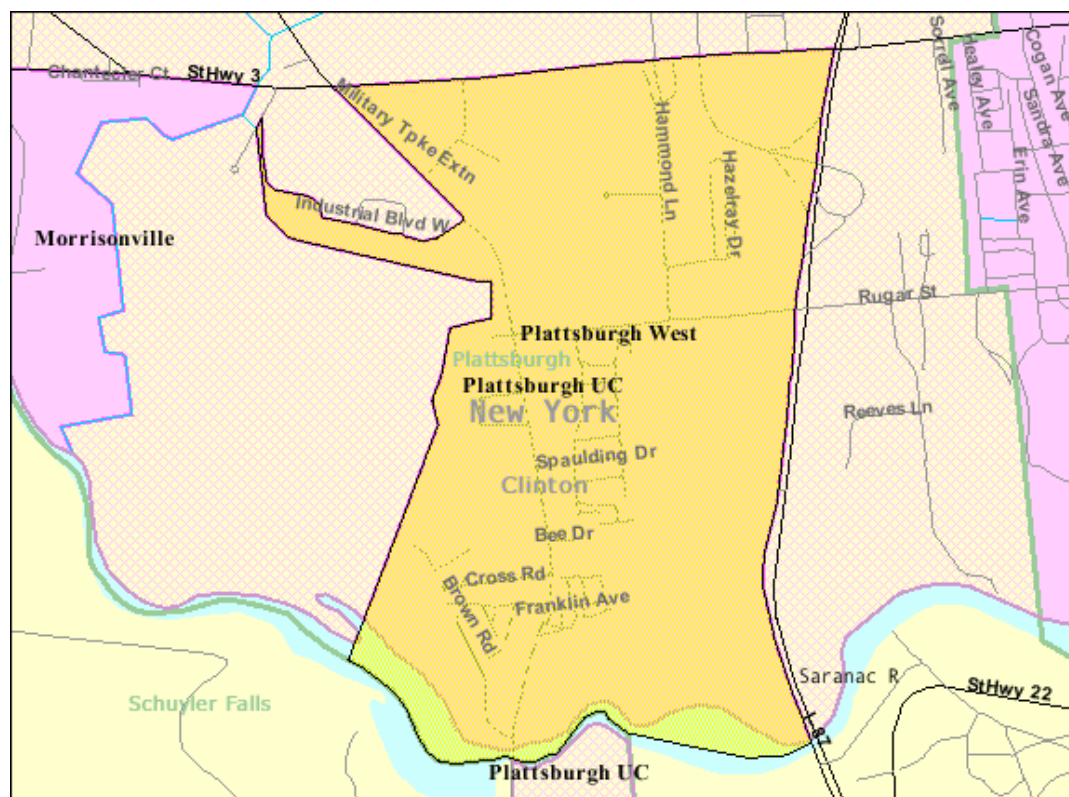 Chantecler Ct
StHwy 3
Sorrel Ave
Healey Ave
Cogan Ave
Sandra Ave
Erin Ave
Military Tpke Extn
Hammond Ln
Hazelray Dr
Industrial Blvd W
Morrisonville
Rugar St
Plattsburgh West
Plattsburgh
Plattsburgh UC
New York
Reeves Ln
Spaulding Dr
Clinton
Bee Dr
Cross Rd
Brown Rd
Franklin Ave
Saranac R
StHwy 22
Schuyler Falls
I- 87
Plattsburgh UC